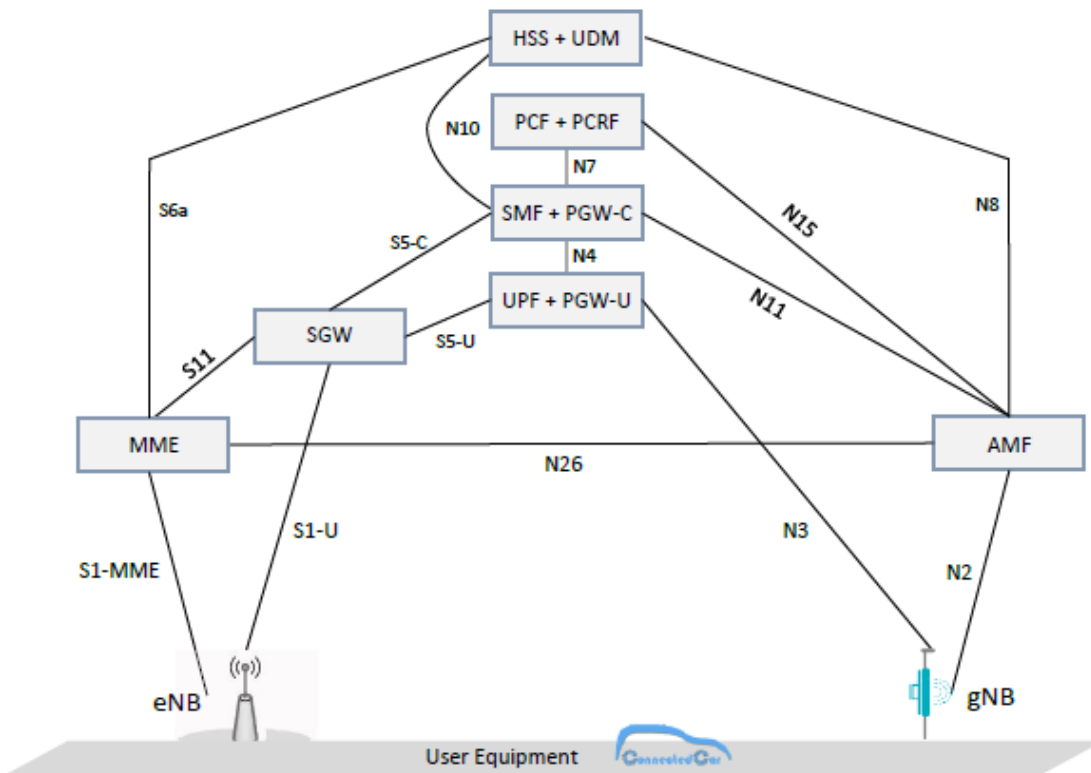 HSS + UDM
PCF + PCRF
N10
N7
S6a
SMF + PGW-C
N15
N8
S5-C
N4
UPF + PGW-U
N11
SGW
S5-U
S11
MME
N26
AMF
S1-U
N3
S1-MME
N2
eNB
gNB
User Equipment
ConnectedCar